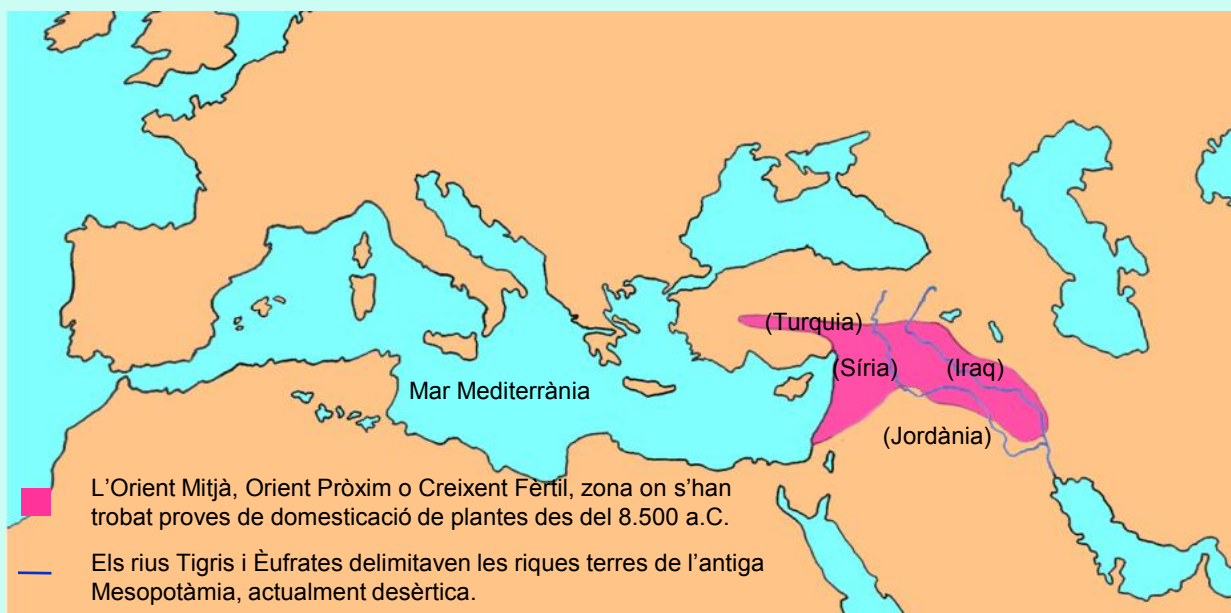 (Turquia)
(Síria)
(Iraq)
Mar Mediterrània
(Jordània)
L’Orient Mitjà, Orient Pròxim o Creixent Fèrtil, zona on s’han
trobat proves de domesticació de plantes des del 8.500 a.C.
Els rius Tigris i Èufrates delimitaven les riques terres de l’antiga
Mesopotàmia, actualment desèrtica.